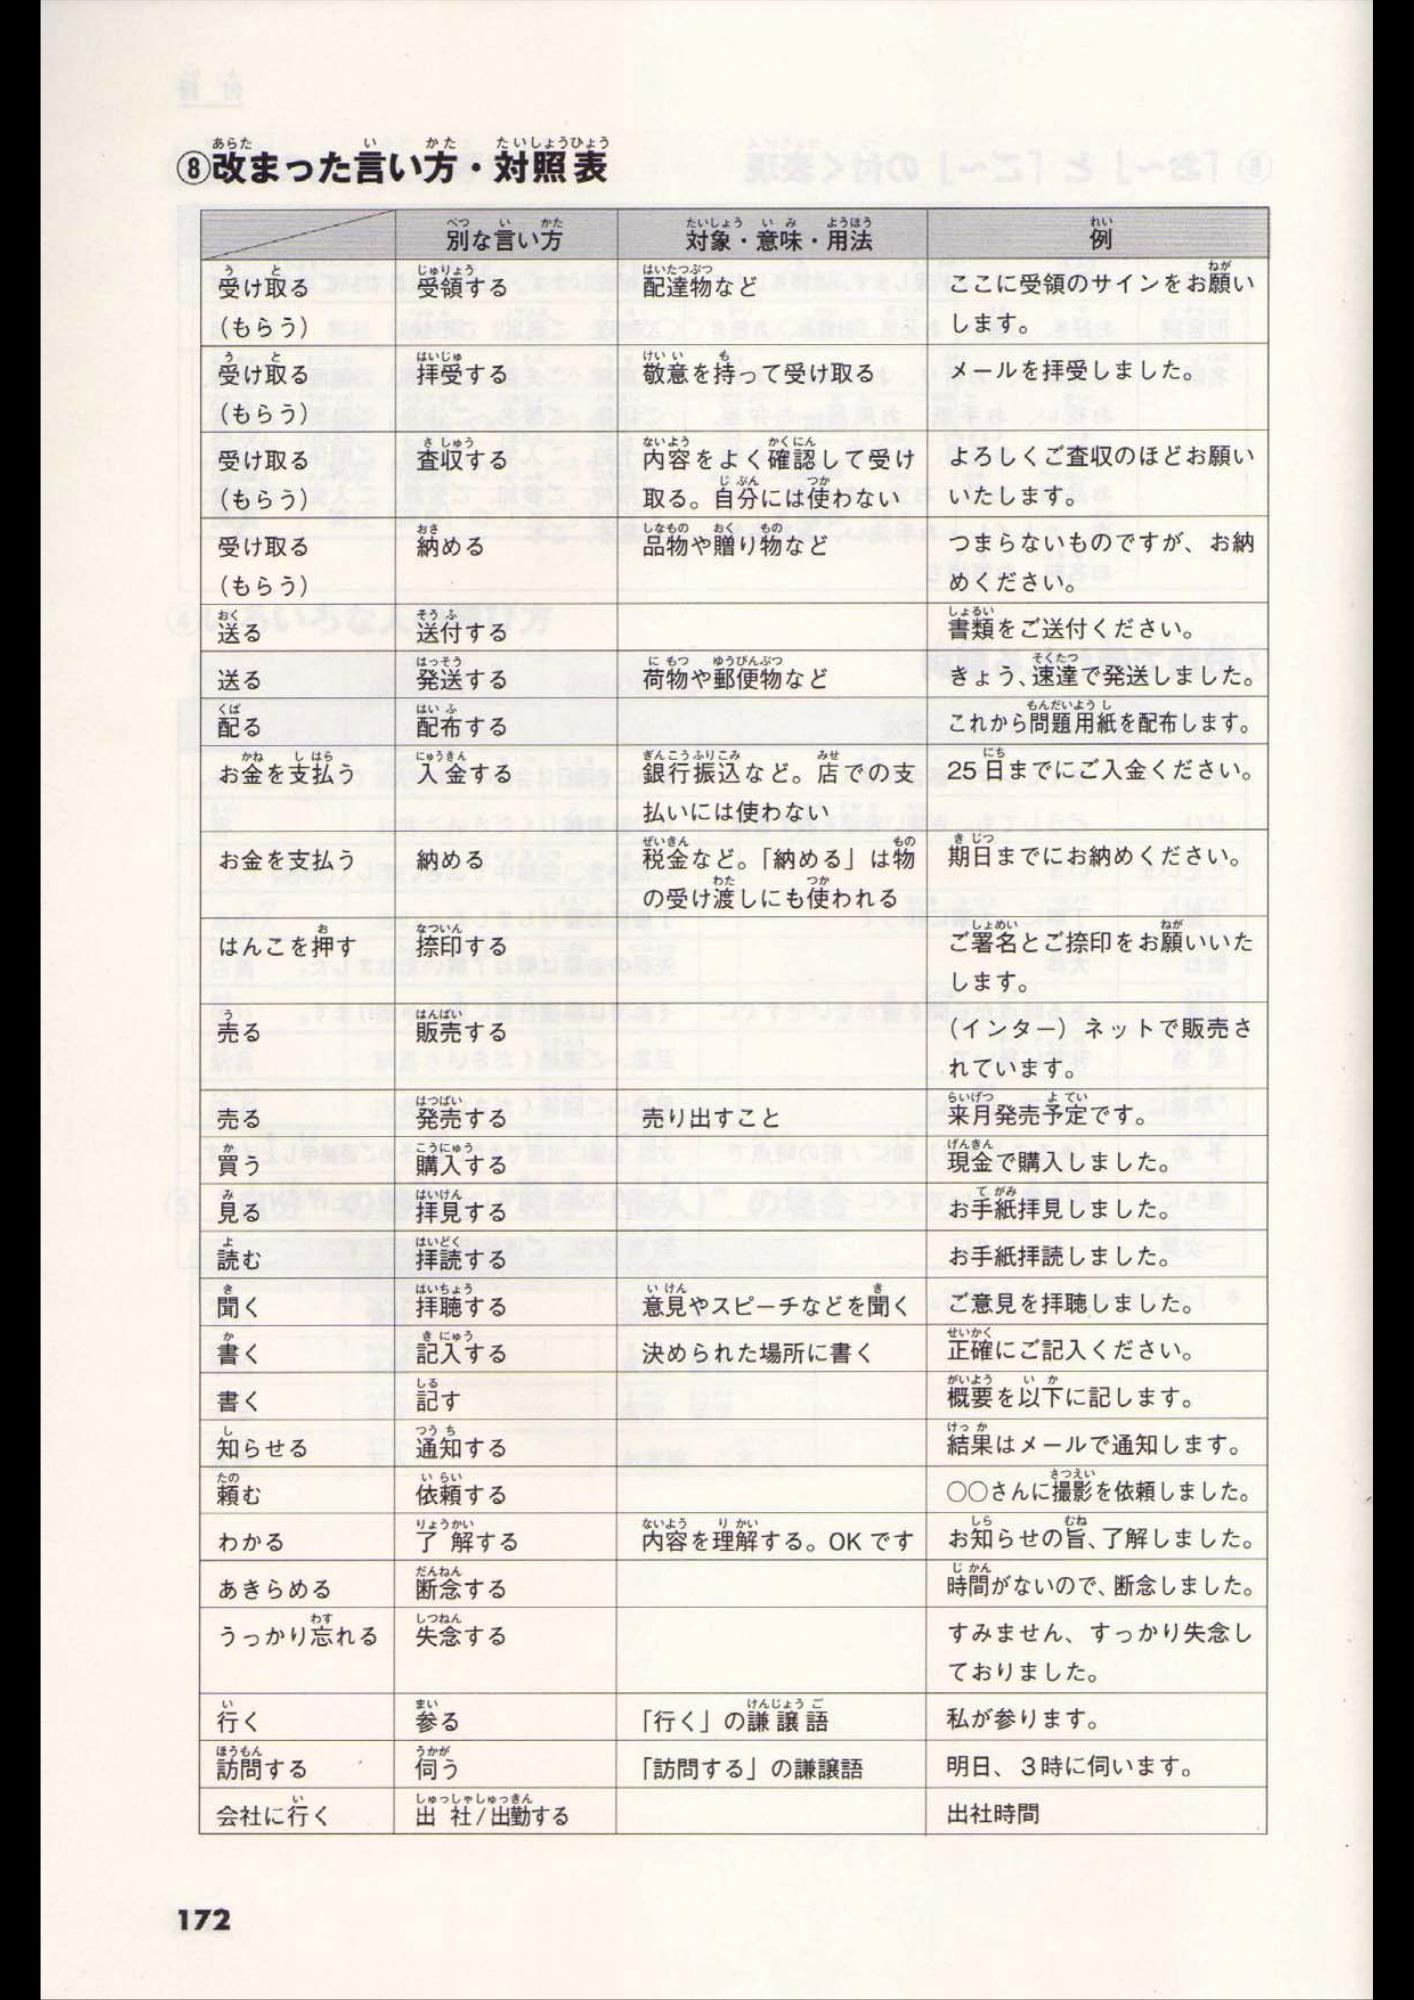 ⑧改まった言い方・対照表
別な言い方 対象・意味・用法 例
受け取る 受領する 配達物など ここに受領のサインをお願い
(もらう) します。
受け取る 拝受する 敬意を持って受け取る メールを拝受しました。
(もらう)
受け取る 査収する 内容をよく確認して受け よろしくご査収のほどお願い
(もらう) 取る。自分には使わない いたします。
受け取る 納める 品物や贈り物など つまらないものですが、お納
(もらう) めください。
送る 送付する 書類をご送付ください。
送る 発送する 荷物や郵便物など きょう、速達で発送しました。
配る 配布する これから問題用紙を配布します。
お金を支払う 入金する 銀行振込など。店での支 25日までにご入金ください。
払いには使わない
お金を支払う 納める 税金など。「納める」は物 期日までにお納めください。
の受け渡しにも使われる
はんこを押す 捺印する ご署名とご捺印をお願いいた
します。
売る 販売する (インター)ネットで販売さ
れています。
売る 発売する 売り出すこと 来月発売予定です。
買う 購入する 現金で購入しました。
見る 拝見する お手紙拝見しました。
読む 拝読する お手紙拝読しました。
聞く 拝聴する 意見やスピーチなどを聞く ご意見を拝聴しました。
書く 記入する 決められた場所に書く 正確にご記入ください。
書く 記す 概要を以下に記します。
知らせる 通知する 結果はメールで通知します。
頼む 依頼する ○○さんに撮影を依頼しました。
わかる 了解する 内容を理解する。OKです お知らせの旨、了解しました。
あきらめる 断念する 時間がないので、断念しました。
うっかり忘れる 失念する すみません、すっかり失念し
ておりました。
行く 参る 「行く」の謙譲語 私が参ります。
訪問する 伺う 「訪問する」の謙譲語 明日、3時に伺います。
会社に行く 出社/出勤する 出社時間
172